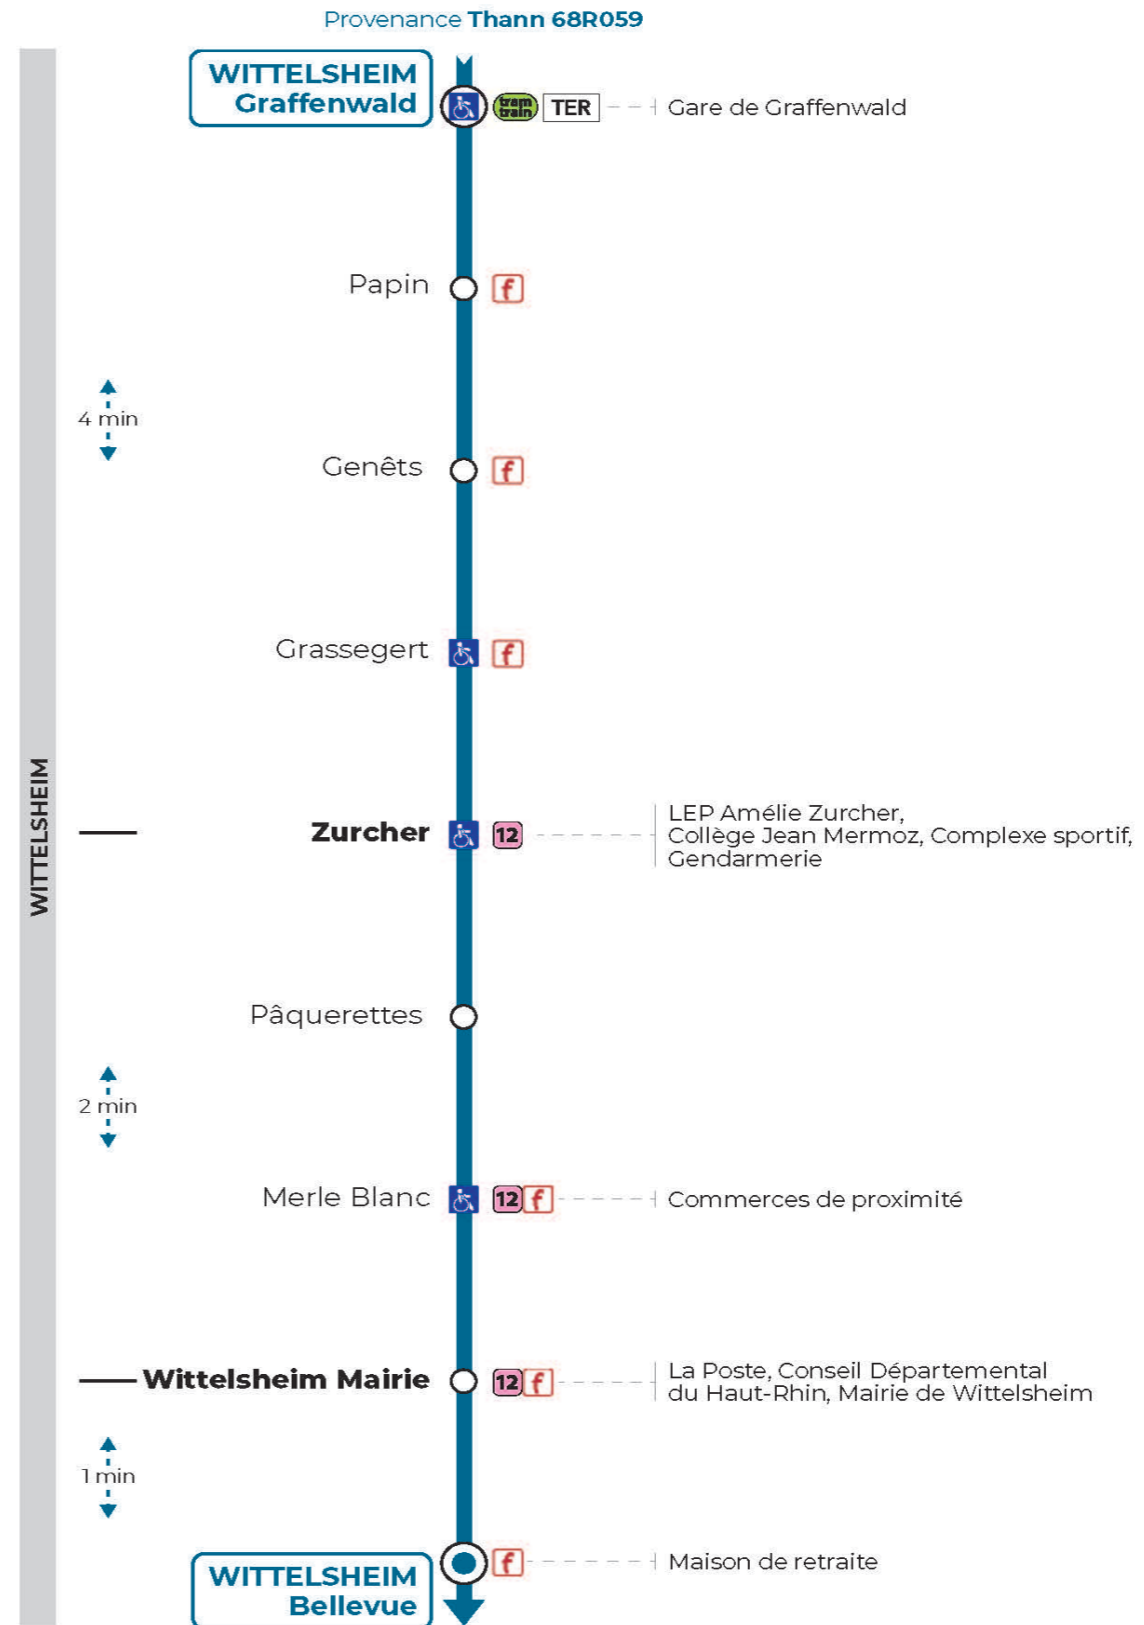 Provenance Thann 68R059
WITTELSHEIM
Graffenwald
tram
train
TER
Gare de Graffenwald
Papin
f
4 min
Genêts
f
Grassegert
f
WITTELSHEIM
Zurcher
12
LEP Amélie Zurcher,
Collège Jean Mermoz, Complexe sportif,
Gendarmerie
Pâquerettes
2 min
Merle Blanc
12 f
Commerces de proximité
Wittelsheim Mairie
12 f
La Poste, Conseil Départemental
du Haut-Rhin, Mairie de Wittelsheim
1 min
WITTELSHEIM
Bellevue
f
Maison de retraite